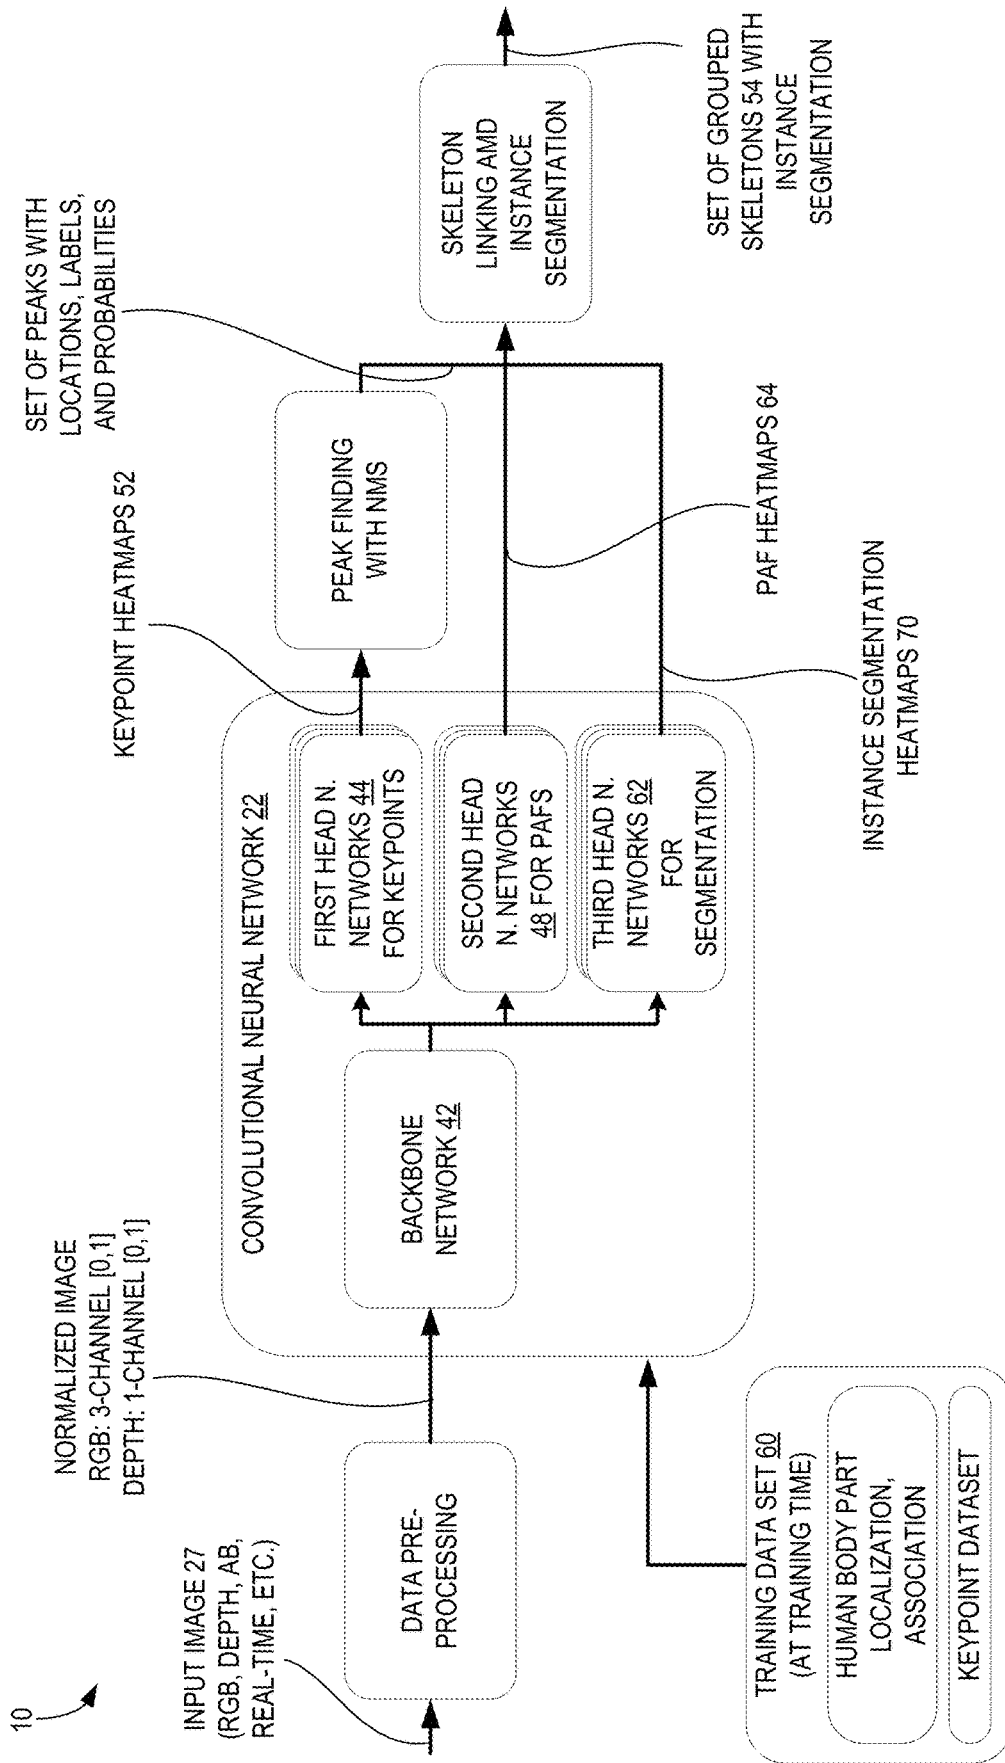 10
INPUT IMAGE 27
(RGB, DEPTH, AB,
REAL-TIME, ETC.)
DATA PRE-
PROCESSING
NORMALIZED IMAGE
RGB: 3-CHANNEL [0,1]
DEPTH: 1-CHANNEL [0,1]
TRAINING DATA SET 60
(AT TRAINING TIME)
HUMAN BODY PART
LOCALIZATION,
ASSOCIATION
KEYPOINT DATASET
CONVOLUTIONAL NEURAL NETWORK 22
BACKBONE
NETWORK 42
FIRST HEAD N.
NETWORKS 44
FOR KEYPOINTS
SECOND HEAD
N. NETWORKS
48 FOR PAFS
THIRD HEAD N.
NETWORKS 62
FOR
SEGMENTATION
KEYPOINT HEATMAPS 52
PEAK FINDING
WITH NMS
SET OF PEAKS WITH
LOCATIONS, LABELS,
AND PROBABILITIES
PAF HEATMAPS 64
INSTANCE SEGMENTATION
HEATMAPS 70
SKELETON
LINKING AMD
INSTANCE
SEGMENTATION
SET OF GROUPED
SKELETONS 54 WITH
INSTANCE
SEGMENTATION